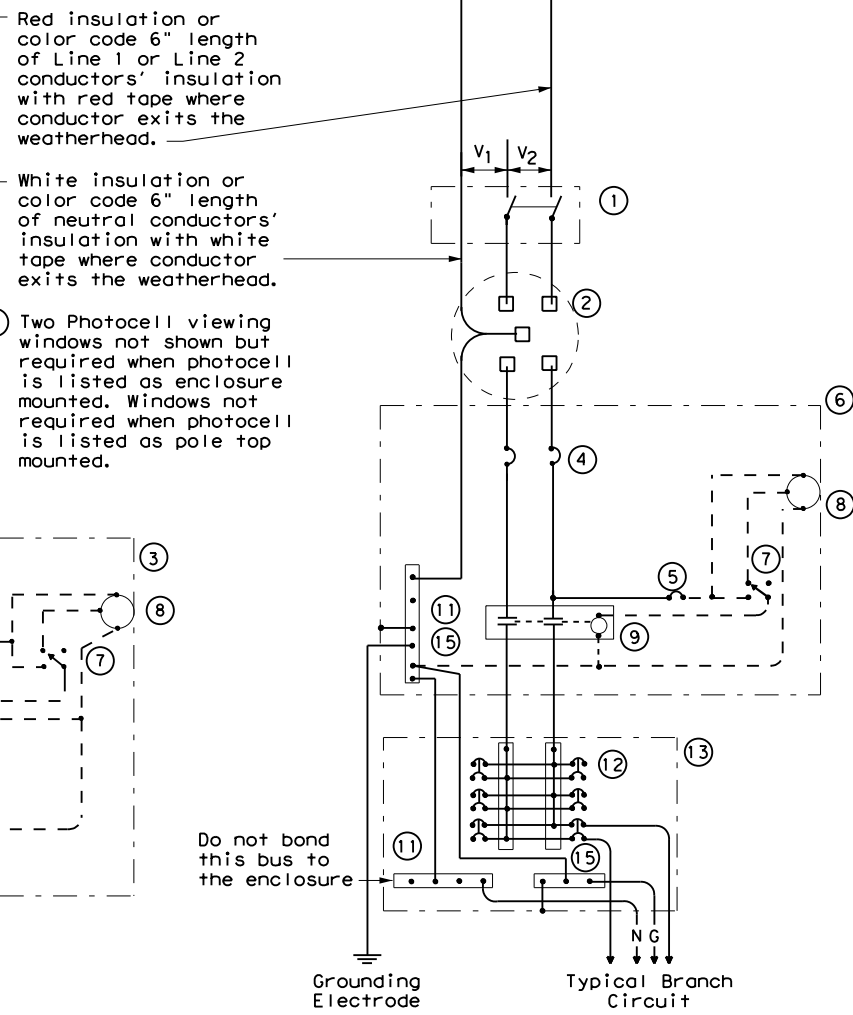 Red insulation or
color code 6" length
of Line 1 or Line 2
conductors' insulation
with red tape where
conductor exits the
weatherhead.
White insulation or
color code 6" length
of neutral conductors'
insulation with white
tape where conductor
exits the weatherhead.
Two Photocell viewing
windows not shown but
required when photocell
is listed as enclosure
mounted. Windows not
required when photocell
is listed as pole top
mounted.
V1 V2
1
2
6
4
8
3
5
7
8
11
15
9
7
13
12
Do not bond
this bus to
the enclosure
11
15
N G
Grounding
Electrode
Typical Branch
Circuit